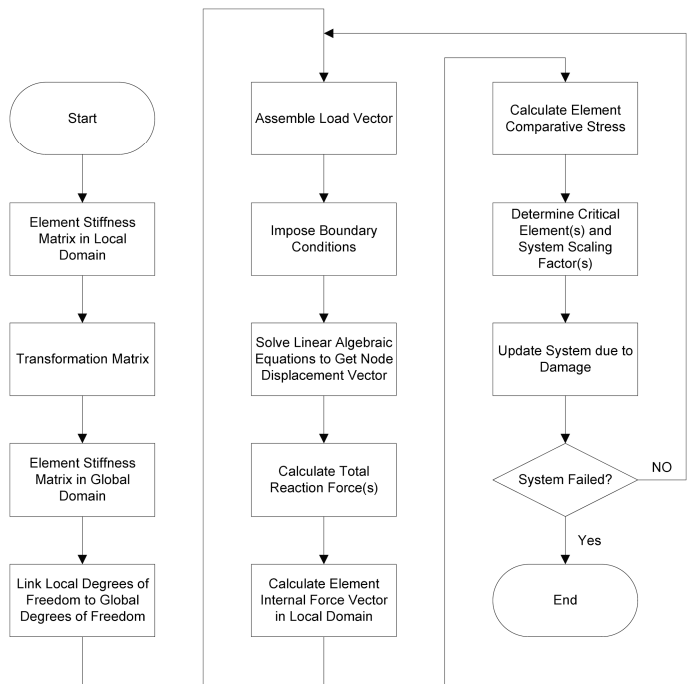 Start
Element Stiffness
Matrix in Local
Domain
Transformation Matrix
Element Stiffness
Matrix in Global
Domain
Link Local Degrees of
Freedom to Global
Degrees of Freedom
Assemble Load Vector
Impose Boundary
Conditions
Solve Linear Algebraic
Equations to Get Node
Displacement Vector
Calculate Total
Reaction Force(s)
Calculate Element
Internal Force Vector
in Local Domain
Calculate Element
Comparative Stress
Determine Critical
Element(s) and
System Scaling
Factor(s)
Update System due to
Damage
System Failed?
NO
Yes
End